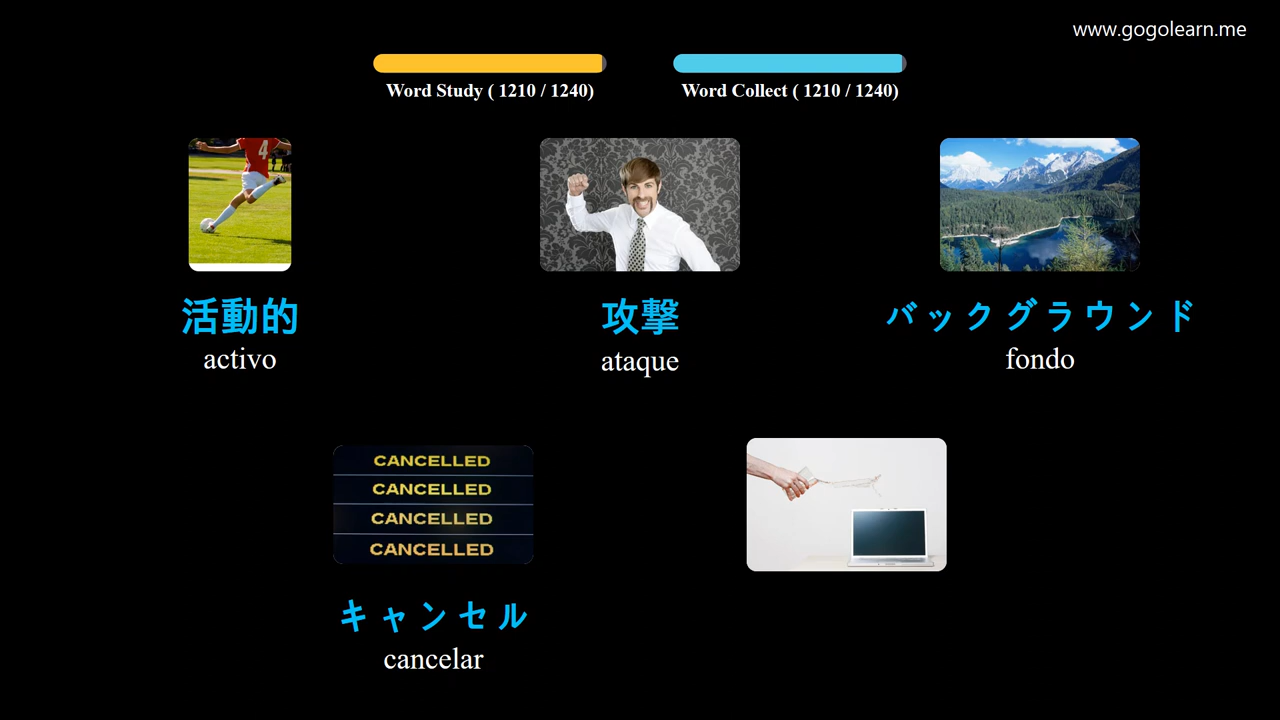 www.gogolearn.me
Word Study ( 1210 / 1240)
Word Collect ( 1210 / 1240)
4
活動的
activo
攻撃
ataque
バックグラウンド
fondo
CANCELLED
CANCELLED
CANCELLED
CANCELLED
キャンセル
cancelar